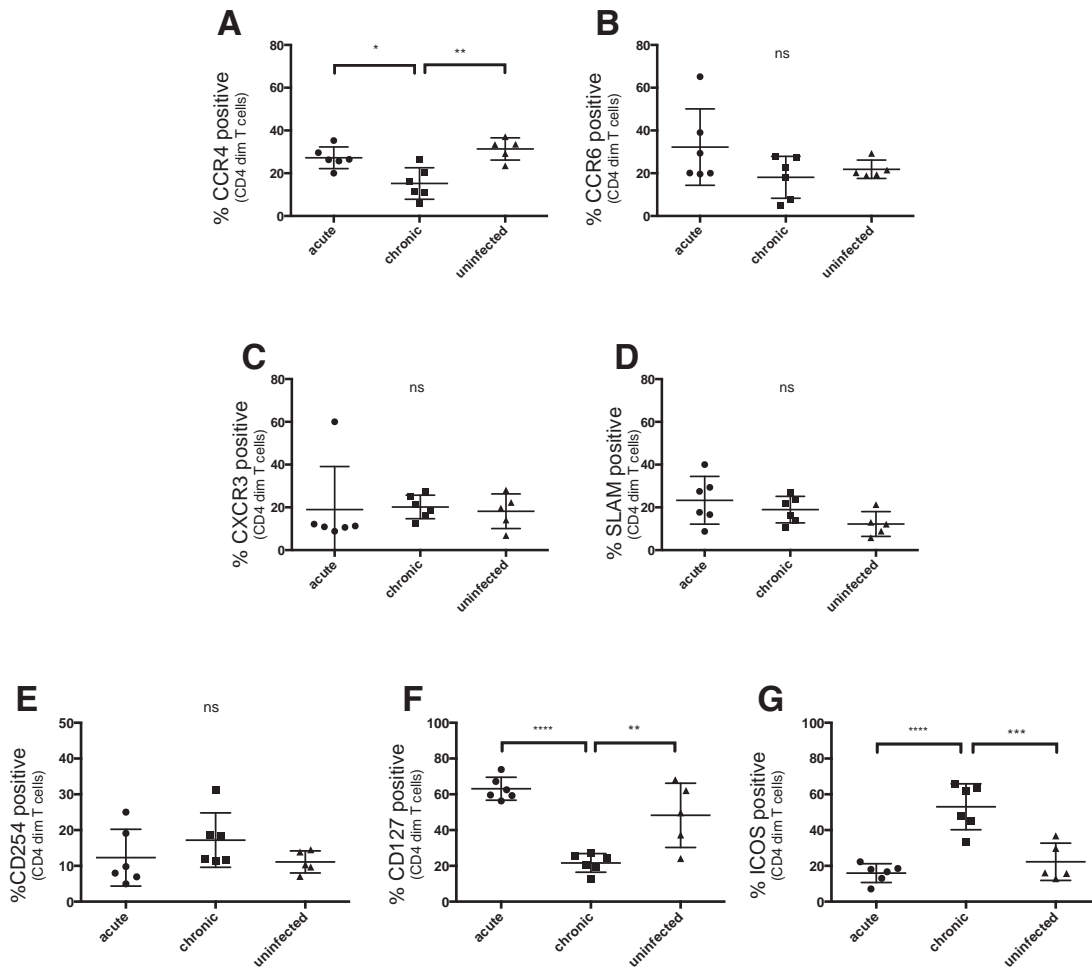 A
% CCR4 positive
(CD4 dim T cells)
80
60
40
20
0
*
**
acute
chronic
uninfected
B
% CCR6 positive
(CD4 dim T cells)
80
60
40
20
0
ns
acute
chronic
uninfected
C
% CXCR3 positive
(CD4 dim T cells)
80
60
40
20
0
ns
acute
chronic
uninfected
D
% SLAM positive
(CD4 dim T cells)
80
60
40
20
0
ns
acute
chronic
uninfected
E
%CD254 positive
(CD4 dim T cells)
50
40
30
20
10
0
ns
acute
chronic
uninfected
F
% CD127 positive
(CD4 dim T cells)
100
80
60
40
20
0
****
**
acute
chronic
uninfected
G
% ICOS positive
(CD4 dim T cells)
100
80
60
40
20
0
****
***
acute
chronic
uninfected